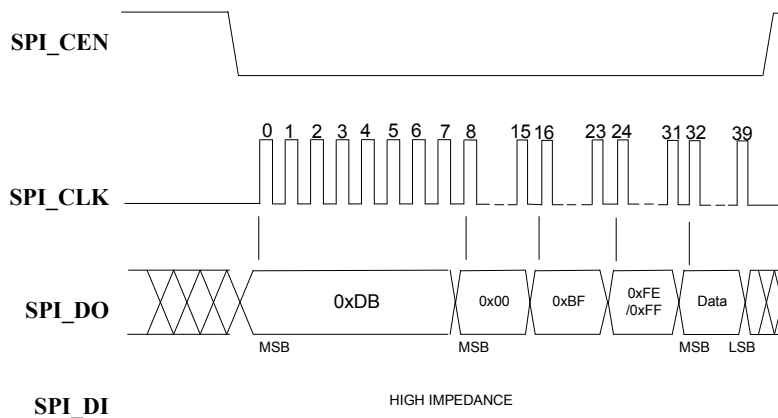 SPI_CEN
0 1 2 3 4 5 6 7 8 15 16 23 24 31 32 39
SPI_CLK
SPI_DO
0xDB
0x00
0xBF
0xFE
/0xFF
Data
MSB MSB MSB LSB
SPI_DI
HIGH IMPEDANCE